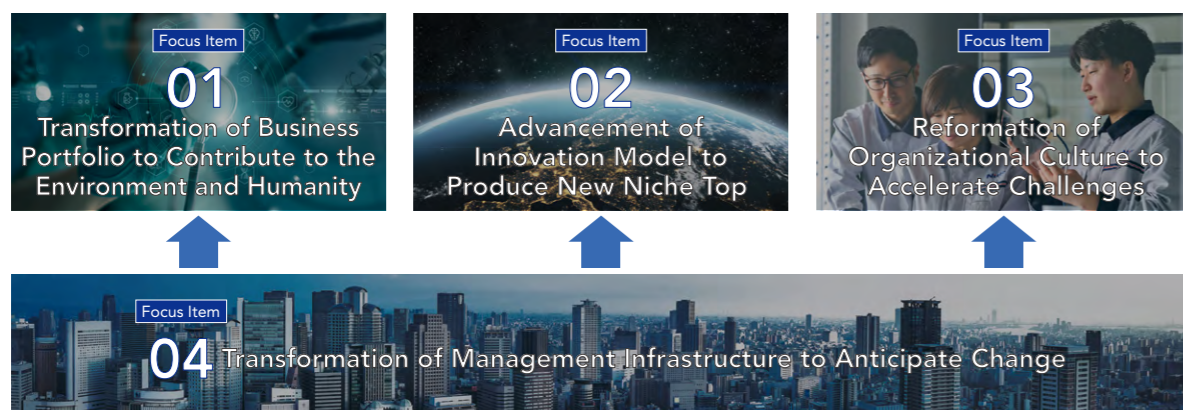 Focus Item
01
Transformation of Business
Portfolio to Contribute to the
Environment and Humanity
Focus Item
02
Advancement of
Innovation Model to
Produce New Niche Top
Focus Item
03
Reformation of
Organizational Culture to
Accelerate Challenges
Focus Item
04 Transformation of Management Infrastructure to Anticipate Change